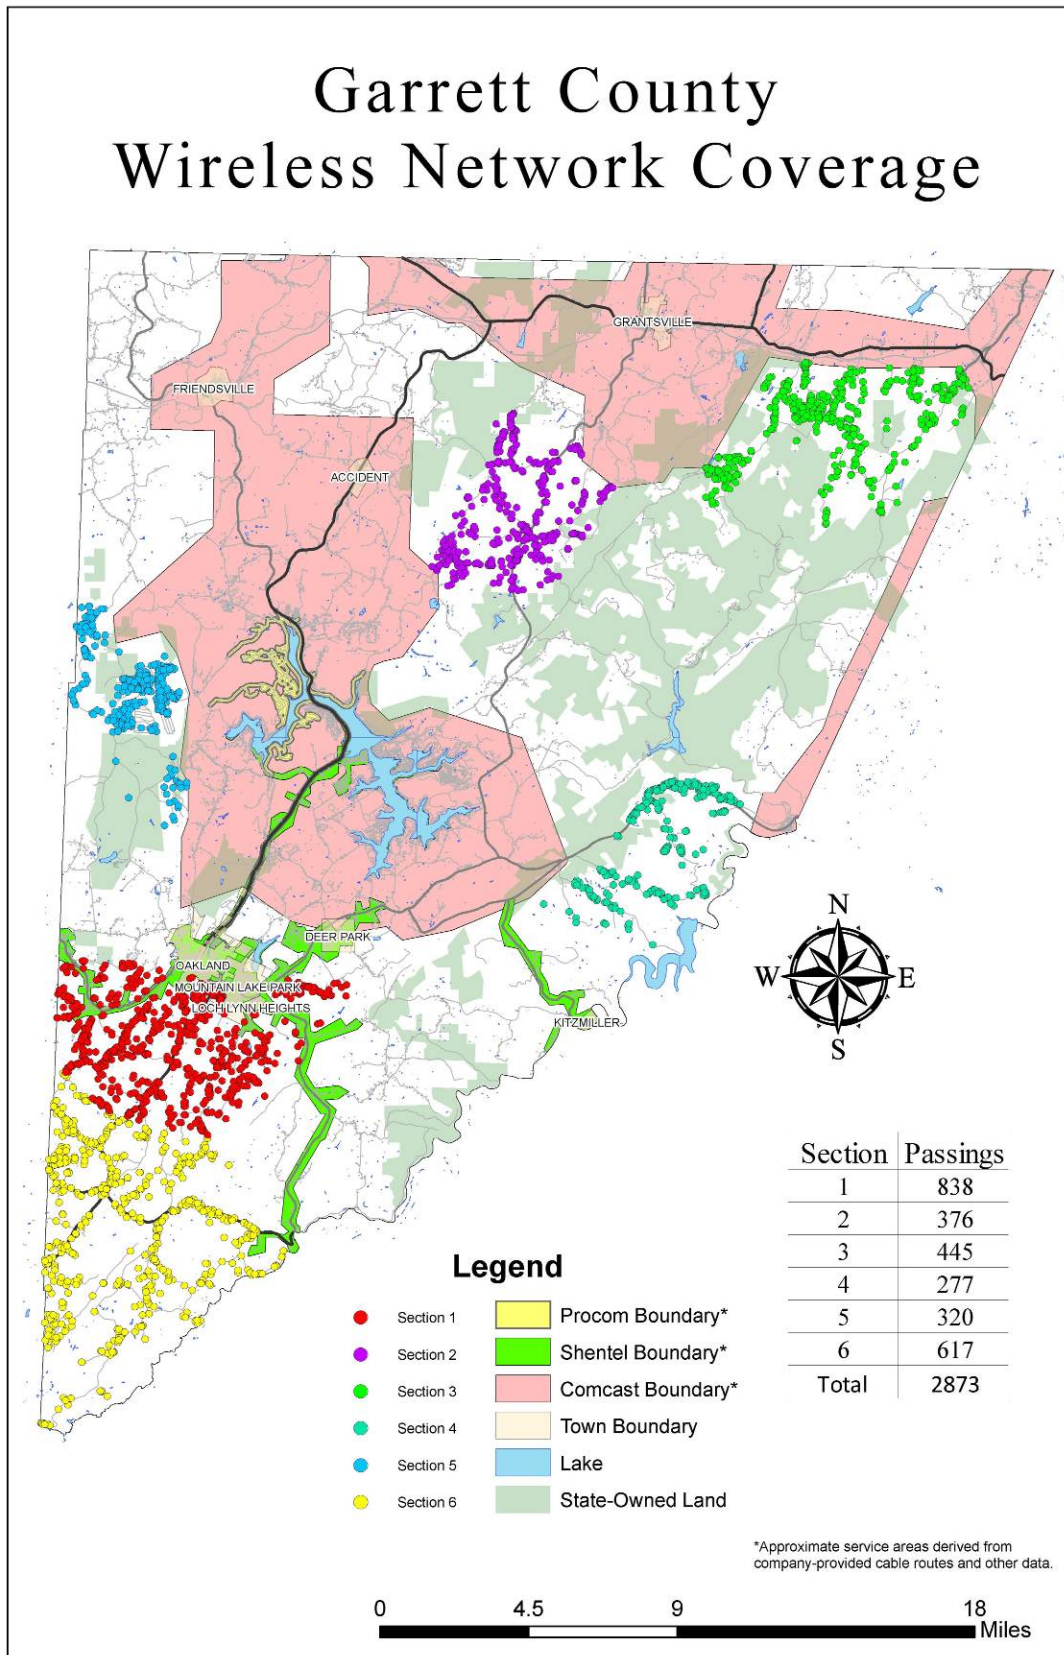 Garrett County
Wireless Network Coverage
GRANTSVILLE
FRIENDSVILLE
ACCIDENT
DEER PARK
OAKLAND
MOUNTAIN LAKE PARK
LOCH LYNN HEIGHTS
KITZMILLER
N
W E
S
Section Passings
1 838
2 376
3 445
4 277
5 320
6 617
Total 2873
Legend
Section 1 Procom Boundary*
Section 2 Shentel Boundary*
Section 3 Comcast Boundary*
Section 4 Town Boundary
Section 5 Lake
Section 6 State-Owned Land
*Approximate service areas derived from
company-provided cable routes and other data.
0 4.5 9 18
Miles